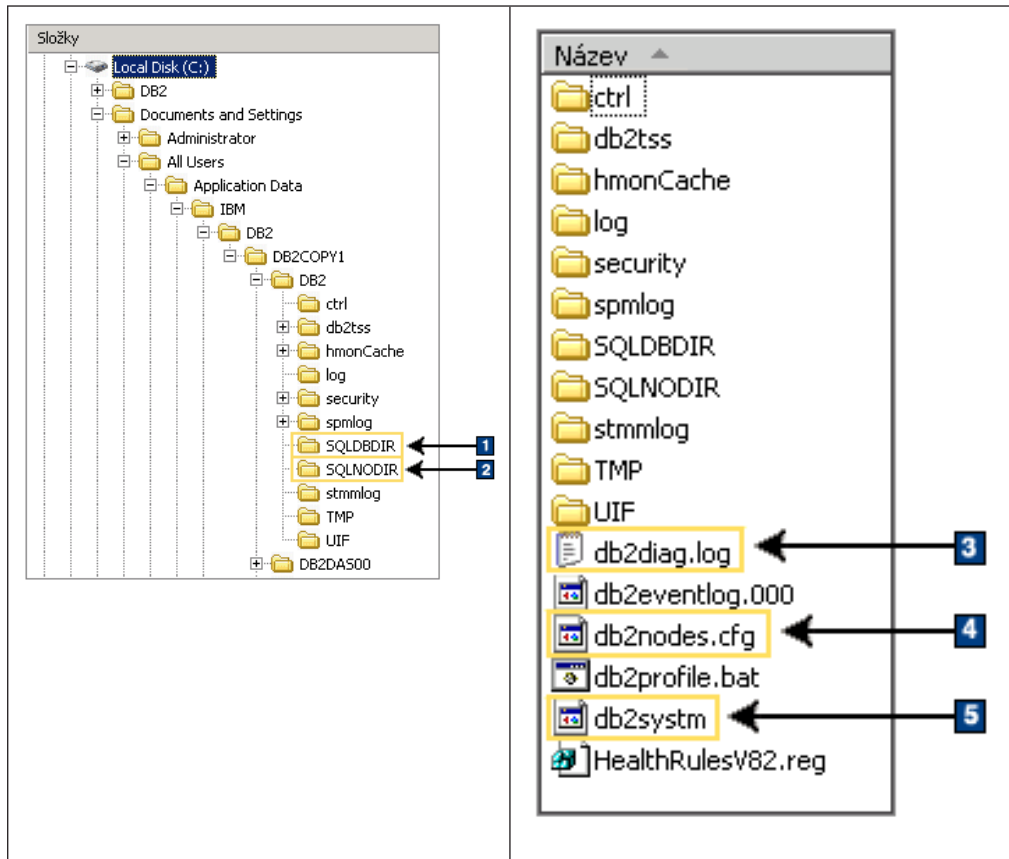 Složky
Local Disk (C:)
DB2
Documents and Settings
Administrator
All Users
Application Data
IBM
DB2
DB2COPY1
DB2
ctrl
db2tss
hmonCache
log
security
spmlog
SQLDBDIR 1
SQLNODIR 2
stmmlog
TMP
UIF
DB2DAS00
Název
ctrl
db2tss
hmonCache
log
security
spmlog
SQLDBDIR
SQLNODIR
stmmlog
TMP
UIF
db2diag.log 3
db2eventlog.000
db2nodes.cfg 4
db2profile.bat
db2systm 5
HealthRulesV82.reg